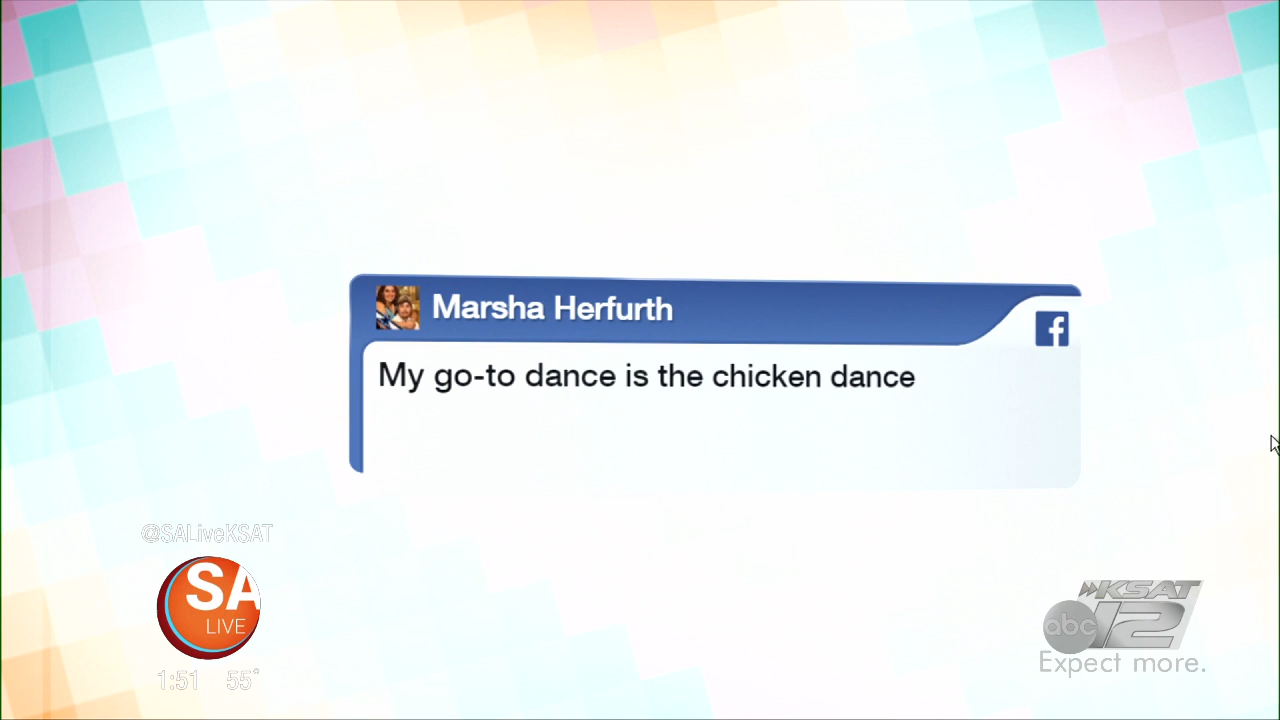 Marsha Herfurth
f
My go-to dance is the chicken dance
@SALiveKSAT
SA
LIVE
1:51 55°
KSAT
abc 12
Expect more.